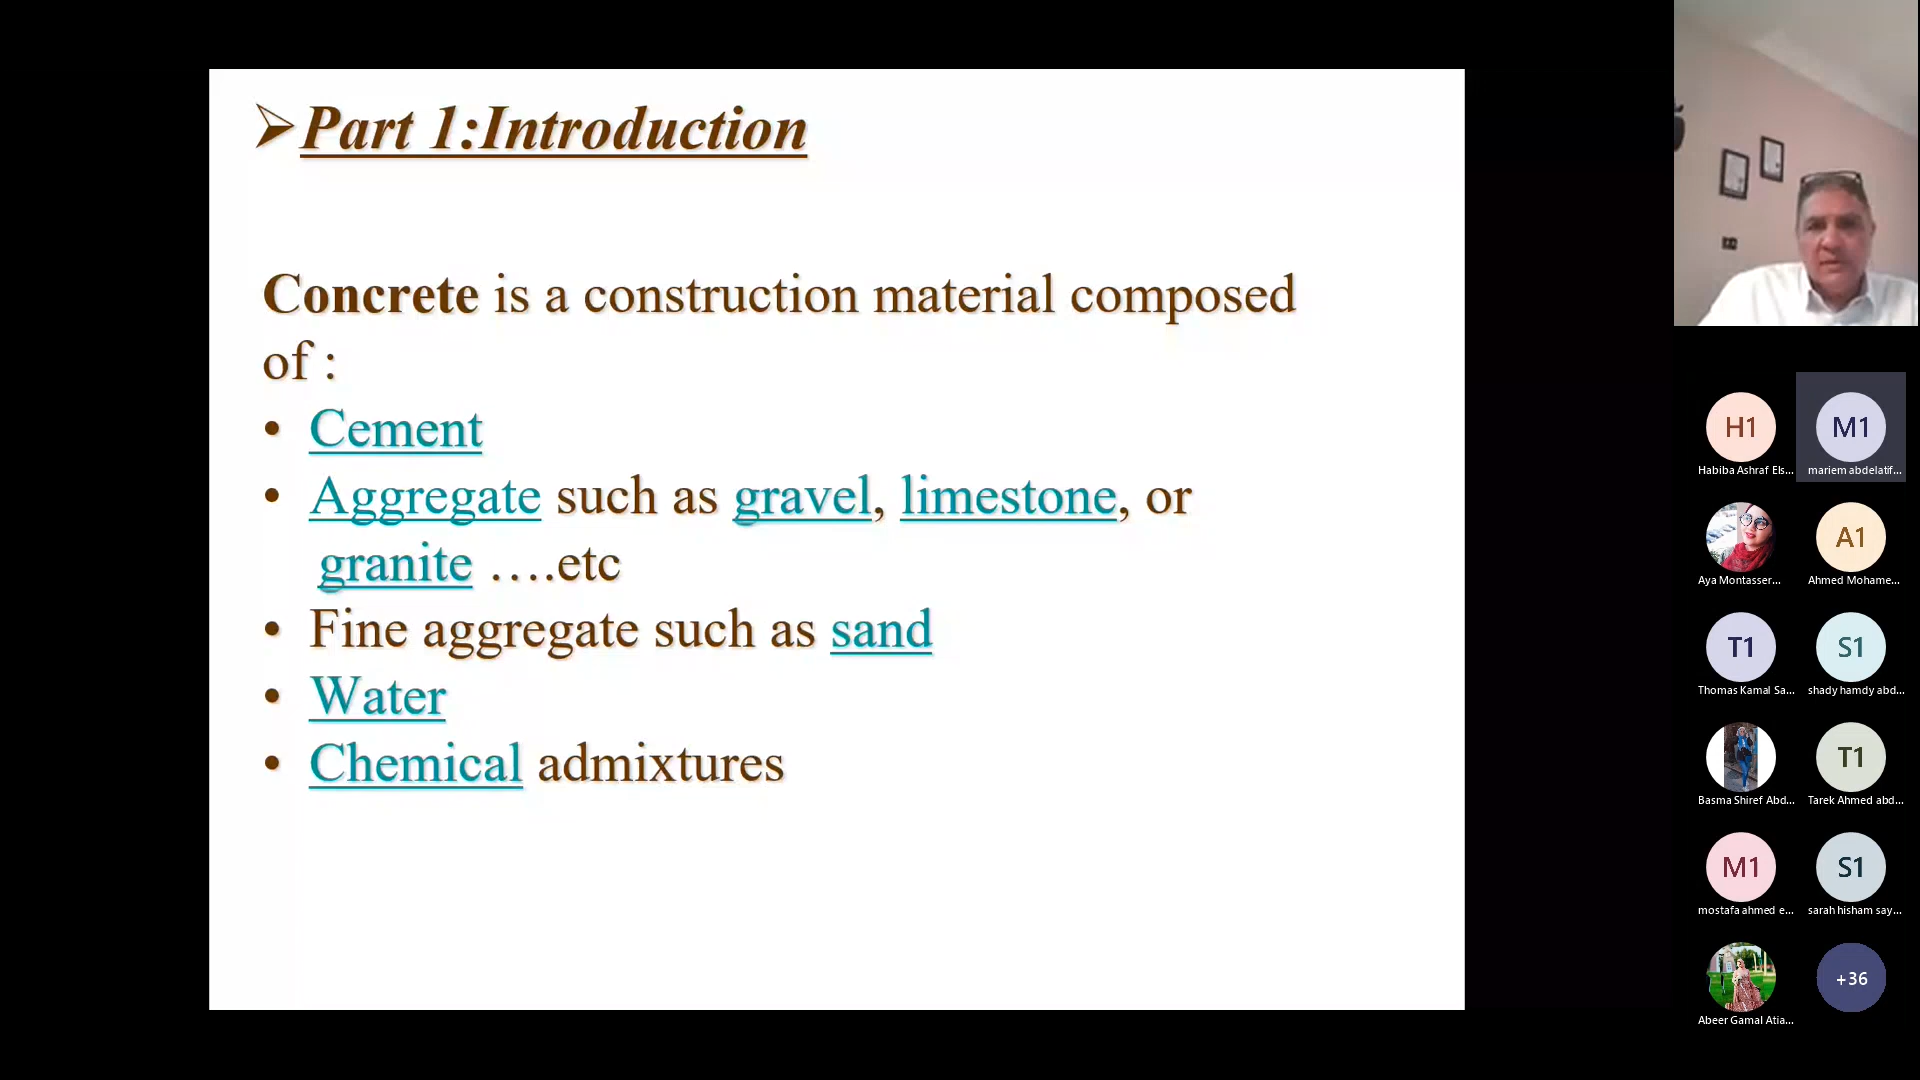 ➢Part 1:Introduction
Concrete is a construction material composed
of :
• Cement
• Aggregate such as gravel, limestone, or
granite ….etc
• Fine aggregate such as sand
• Water
• Chemical admixtures
H1
Habiba Ashraf Els...
M1
mariem abdelatif...
Aya Montasser...
A1
Ahmed Mohame...
T1
Thomas Kamal Sa...
S1
shady hamdy abd...
Basma Shiref Abd...
T1
Tarek Ahmed abd...
M1
mostafa ahmed e...
S1
sarah hisham say...
Abeer Gamal Atia...
+36